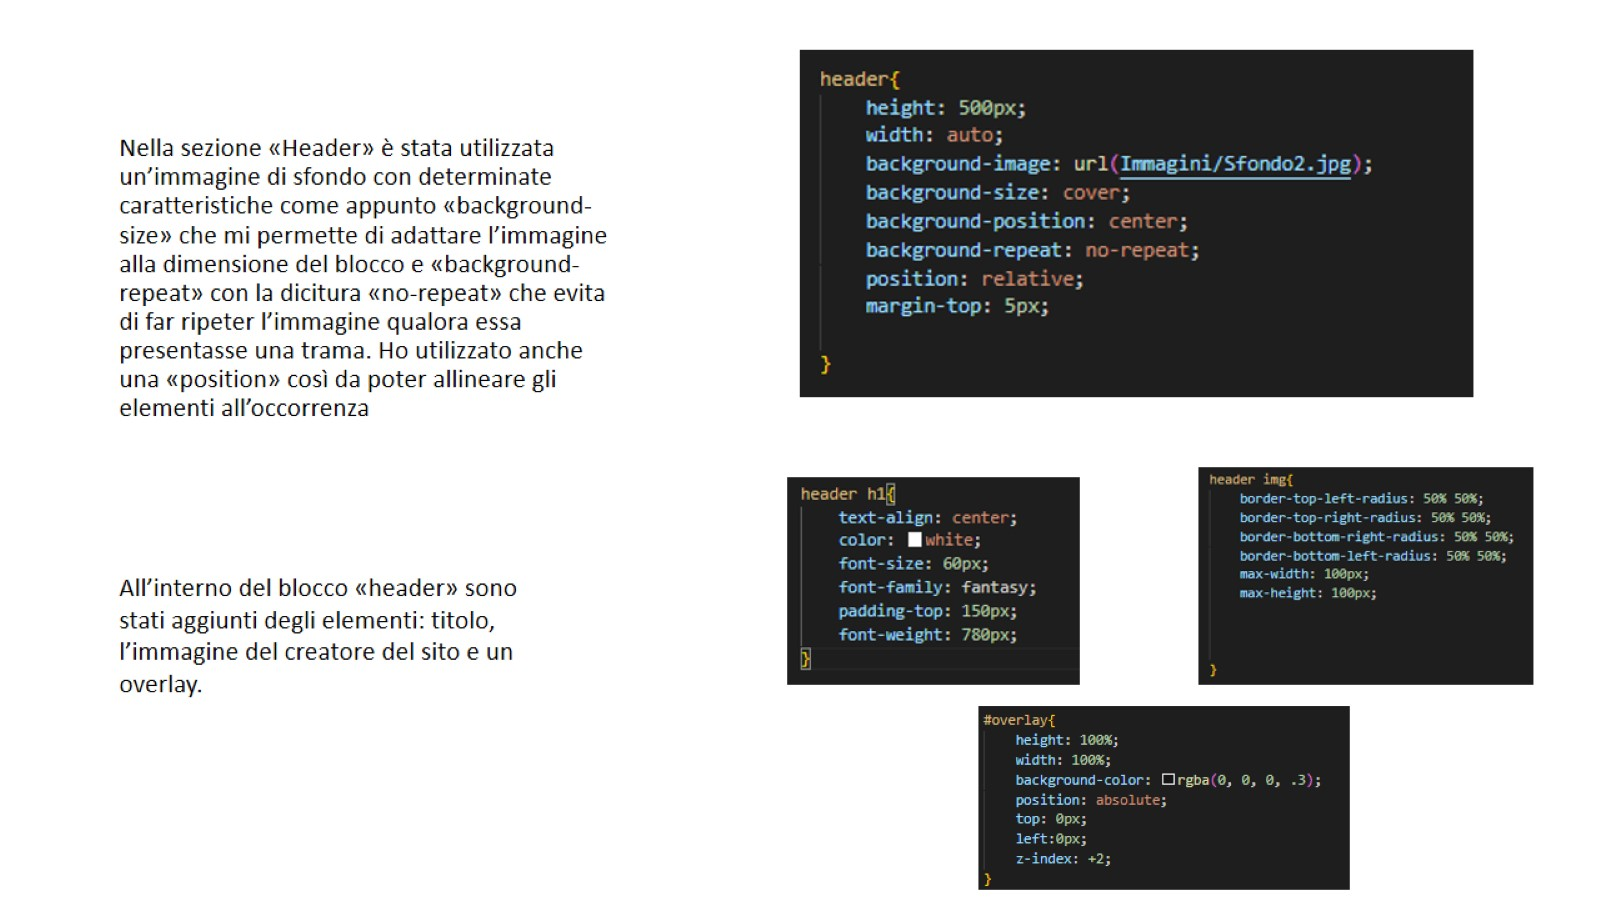 Nella sezione «Header» è stata utilizzata
un’immagine di sfondo con determinate
caratteristiche come appunto «background-
size» che mi permette di adattare l’immagine
alla dimensione del blocco e «background-
repeat» con la dicitura «no-repeat» che evita
di far ripeter l’immagine qualora essa
presentasse una trama. Ho utilizzato anche
una «position» così da poter allineare gli
elementi all’occorrenza
header{
height: 500px;
width: auto;
background-image: url(Immagini/Sfondo2.jpg);
background-size: cover;
background-position: center;
background-repeat: no-repeat;
position: relative;
margin-top: 5px;
}
All’interno del blocco «header» sono
stati aggiunti degli elementi: titolo,
l’immagine del creatore del sito e un
overlay.
header h1{
text-align: center;
color: white;
font-size: 60px;
font-family: fantasy;
padding-top: 150px;
font-weight: 780px;
}
header img{
border-top-left-radius: 50% 50%;
border-top-right-radius: 50% 50%;
border-bottom-right-radius: 50% 50%;
border-bottom-left-radius: 50% 50%;
max-width: 100px;
max-height: 100px;
}
#overlay{
height: 100%;
width: 100%;
background-color: rgba(0, 0, 0, .3);
position: absolute;
top: 0px;
left:0px;
z-index: +2;
}